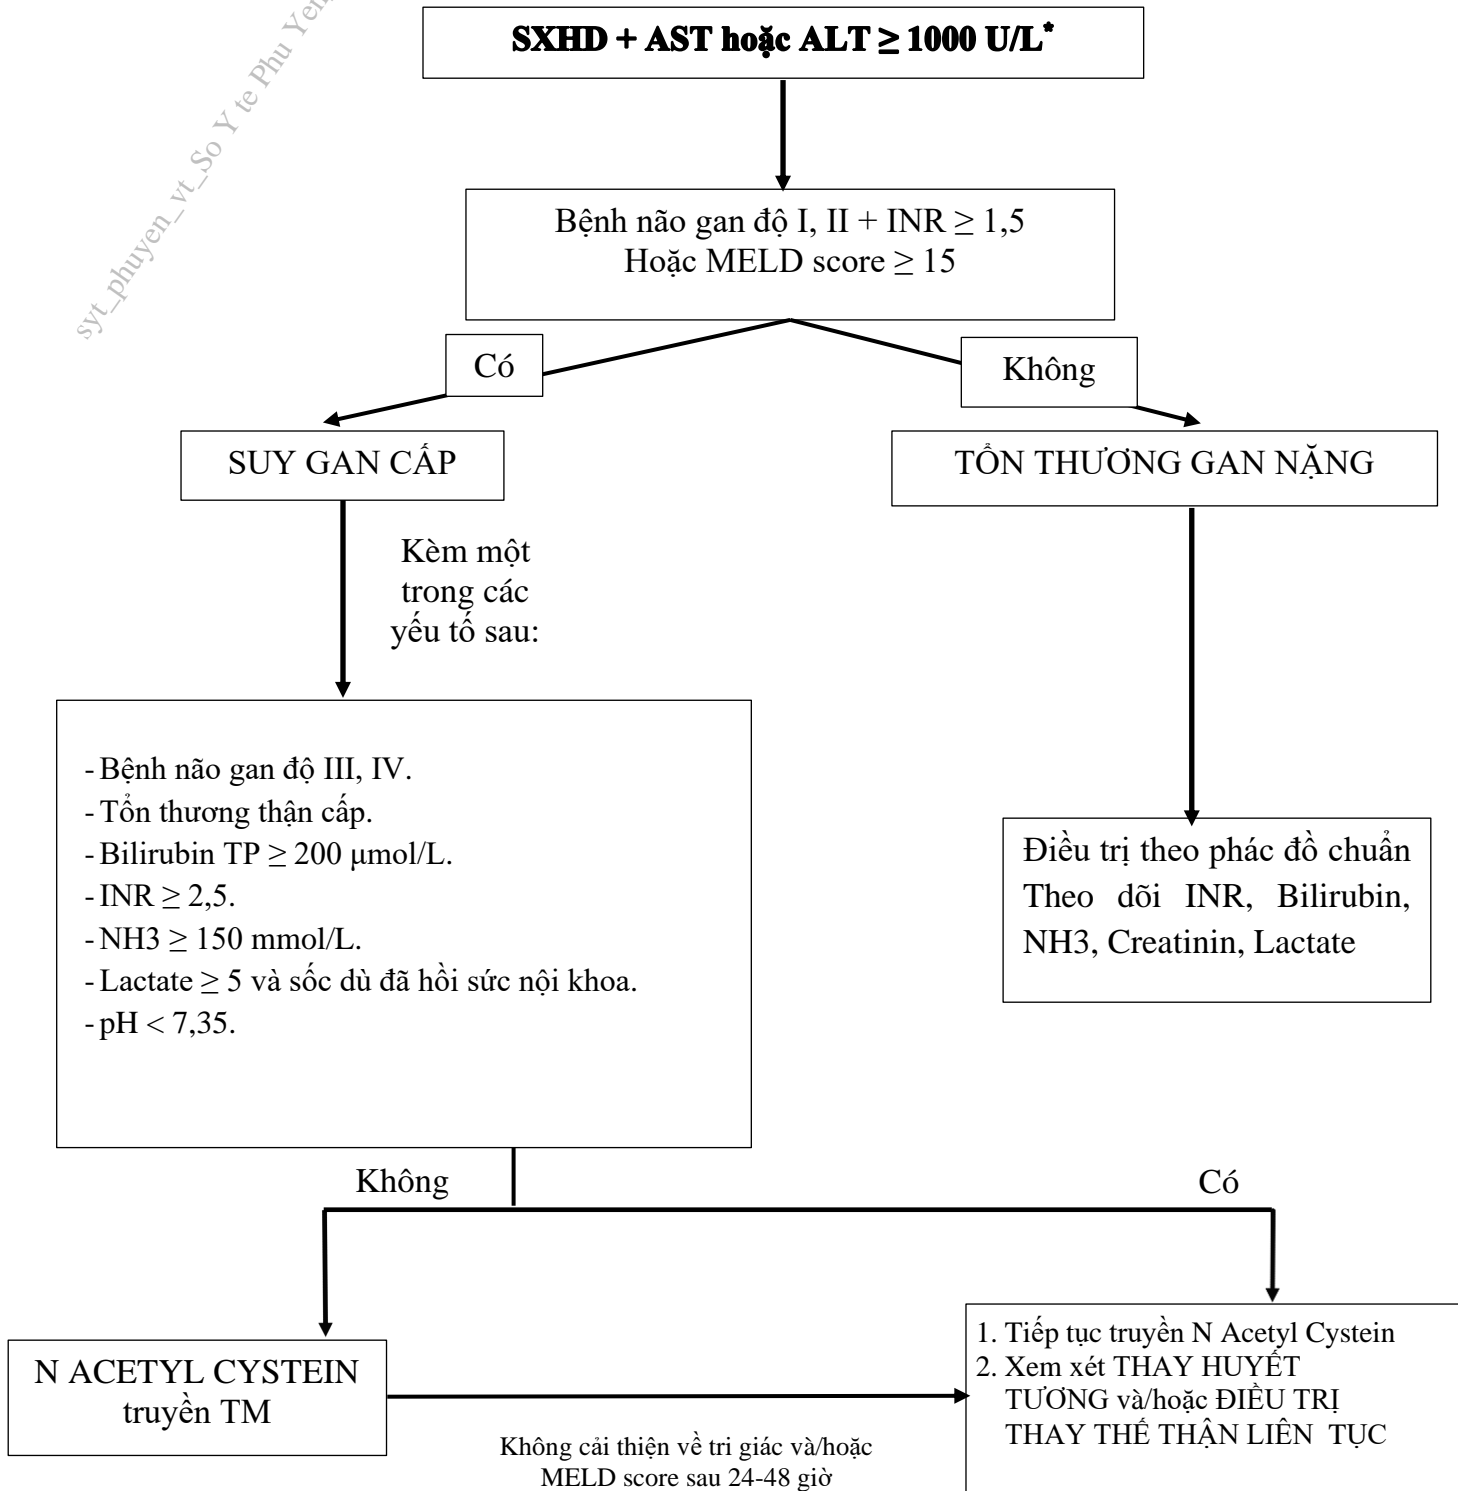 syt_phuyen_vt_So Y te Phu Yen
SXHD + AST hoặc ALT ≥ 1000 U/L*
Bệnh não gan độ I, II + INR ≥ 1,5
Hoặc MELD score ≥ 15
Có
Không
SUY GAN CẤP
TỔN THƯƠNG GAN NẶNG
Kèm một
trong các
yếu tố sau:
- Bệnh não gan độ III, IV.
- Tổn thương thận cấp.
- Bilirubin TP ≥ 200 μmol/L.
- INR ≥ 2,5.
- NH3 ≥ 150 mmol/L.
- Lactate ≥ 5 và sốc dù đã hồi sức nội khoa.
- pH < 7,35.
Điều trị theo phác đồ chuẩn
Theo dõi INR, Bilirubin,
NH3, Creatinin, Lactate
Không
Có
N ACETYL CYSTEIN
truyền TM
Không cải thiện về tri giác và/hoặc
MELD score sau 24-48 giờ
1. Tiếp tục truyền N Acetyl Cystein
2. Xem xét THAY HUYẾT
TƯƠNG và/hoặc ĐIỀU TRỊ
THAY THẾ THẬN LIÊN TỤC